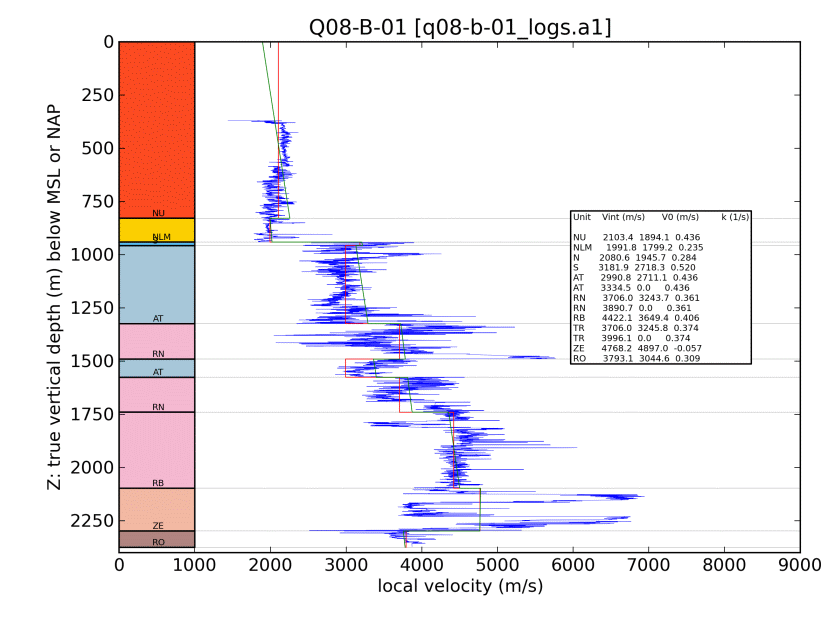 Q08-B-01 [q08-b-01_logs.a1]
Z: true vertical depth (m) below MSL or NAP
0
250
500
750
1000
1250
1500
1750
2000
2250
NU
NLM
S
AT
RN
AT
RN
RB
ZE
RO
Unit Vint (m/s) V0 (m/s) k (1/s)
NU 2103.4 1894.1 0.436
NLM 1991.8 1799.2 0.235
N 2080.6 1945.7 0.284
S 3181.9 2718.3 0.520
AT 2990.8 2711.1 0.436
AT 3334.5 0.0 0.436
RN 3706.0 3243.7 0.361
RN 3890.7 0.0 0.361
RB 4422.1 3649.4 0.406
TR 3706.0 3245.8 0.374
TR 3996.1 0.0 0.374
ZE 4768.2 4897.0 -0.057
RO 3793.1 3044.6 0.309
0 1000 2000 3000 4000 5000 6000 7000 8000 9000
local velocity (m/s)